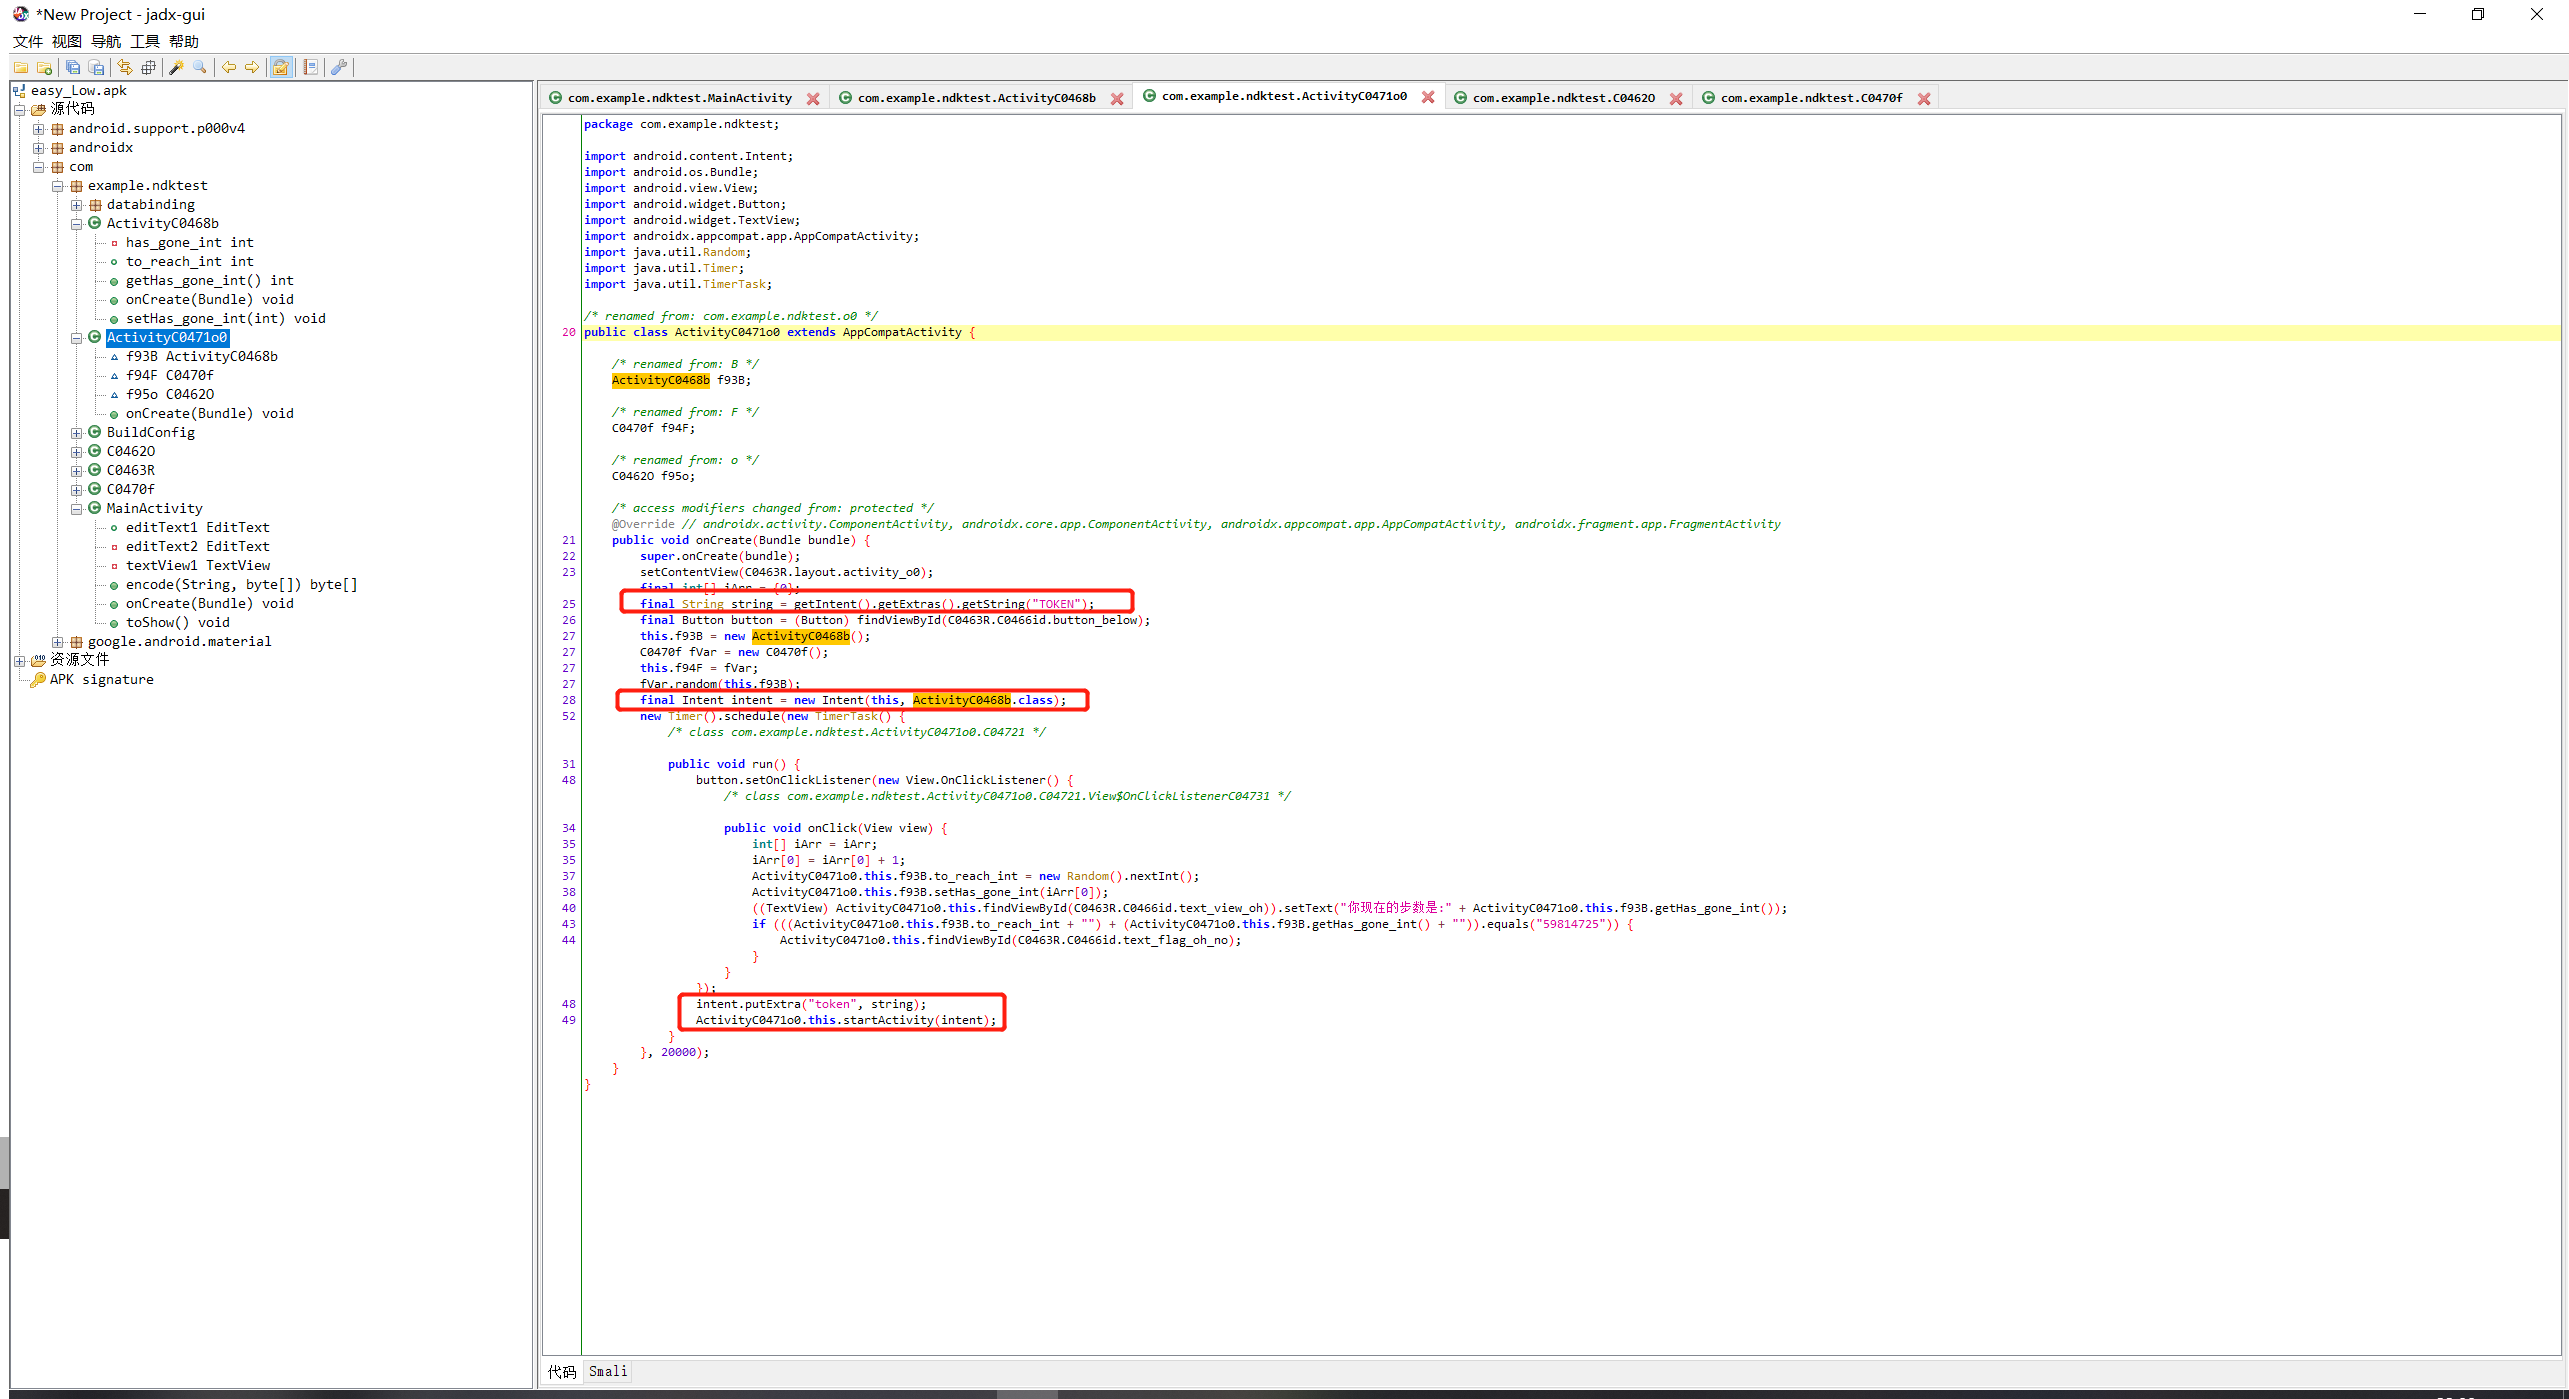 *New Project - jadx-gui
文件 视图 导航 工具 帮助
easy_Low.apk
源代码
android.support.p000v4
androidx
com
example.ndktest
databinding
ActivityC0468b
has_gone_int int
to_reach_int int
getHas_gone_int() int
onCreate(Bundle) void
setHas_gone_int(int) void
ActivityC0471o0
f93B ActivityC0468b
f94F C0470f
f95o C0462O
onCreate(Bundle) void
BuildConfig
C0462O
C0463R
C0470f
MainActivity
editText1 EditText
editText2 EditText
textView1 TextView
encode(String, byte[]) byte[]
onCreate(Bundle) void
toShow() void
google.android.material
资源文件
APK signature
com.example.ndktest.MainActivity com.example.ndktest.ActivityC0468b com.example.ndktest.ActivityC0471o0 com.example.ndktest.C0462O com.example.ndktest.C0470f
package com.example.ndktest;
import android.content.Intent;
import android.os.Bundle;
import android.view.View;
import android.widget.Button;
import android.widget.TextView;
import androidx.appcompat.app.AppCompatActivity;
import java.util.Random;
import java.util.Timer;
import java.util.TimerTask;
/* renamed from: com.example.ndktest.o0 */
20 public class ActivityC0471o0 extends AppCompatActivity {
/* renamed from: B */
ActivityC0468b f93B;
/* renamed from: F */
C0470f f94F;
/* renamed from: o */
C0462O f95o;
/* access modifiers changed from: protected */
@Override // androidx.activity.ComponentActivity, androidx.core.app.ComponentActivity, androidx.appcompat.app.AppCompatActivity, androidx.fragment.app.FragmentActivity
21 public void onCreate(Bundle bundle) {
22 super.onCreate(bundle);
23 setContentView(C0463R.layout.activity_o0);
final int[] iArr = {0};
25 final String string = getIntent().getExtras().getString("TOKEN");
26 final Button button = (Button) findViewById(C0463R.C0466id.button_below);
27 this.f93B = new ActivityC0468b();
27 C0470f fVar = new C0470f();
27 this.f94F = fVar;
27 fVar.random(this.f93B);
28 final Intent intent = new Intent(this, ActivityC0468b.class);
52 new Timer().schedule(new TimerTask() {
/* class com.example.ndktest.ActivityC0471o0.C04721 */
31 public void run() {
48 button.setOnClickListener(new View.OnClickListener() {
/* class com.example.ndktest.ActivityC0471o0.C04721.View$OnClickListenerC04731 */
34 public void onClick(View view) {
35 int[] iArr = iArr;
35 iArr[0] = iArr[0] + 1;
37 ActivityC0471o0.this.f93B.to_reach_int = new Random().nextInt();
38 ActivityC0471o0.this.f93B.setHas_gone_int(iArr[0]);
40 ((TextView) ActivityC0471o0.this.findViewById(C0463R.C0466id.text_view_oh)).setText("你现在的步数是:" + ActivityC0471o0.this.f93B.getHas_gone_int());
43 if (((ActivityC0471o0.this.f93B.to_reach_int + "") + (ActivityC0471o0.this.f93B.getHas_gone_int() + "")).equals("59814725")) {
44 ActivityC0471o0.this.findViewById(C0463R.C0466id.text_flag_oh_no);
}
}
});
48 intent.putExtra("token", string);
49 ActivityC0471o0.this.startActivity(intent);
}
}, 20000);
}
}
代码 Smali